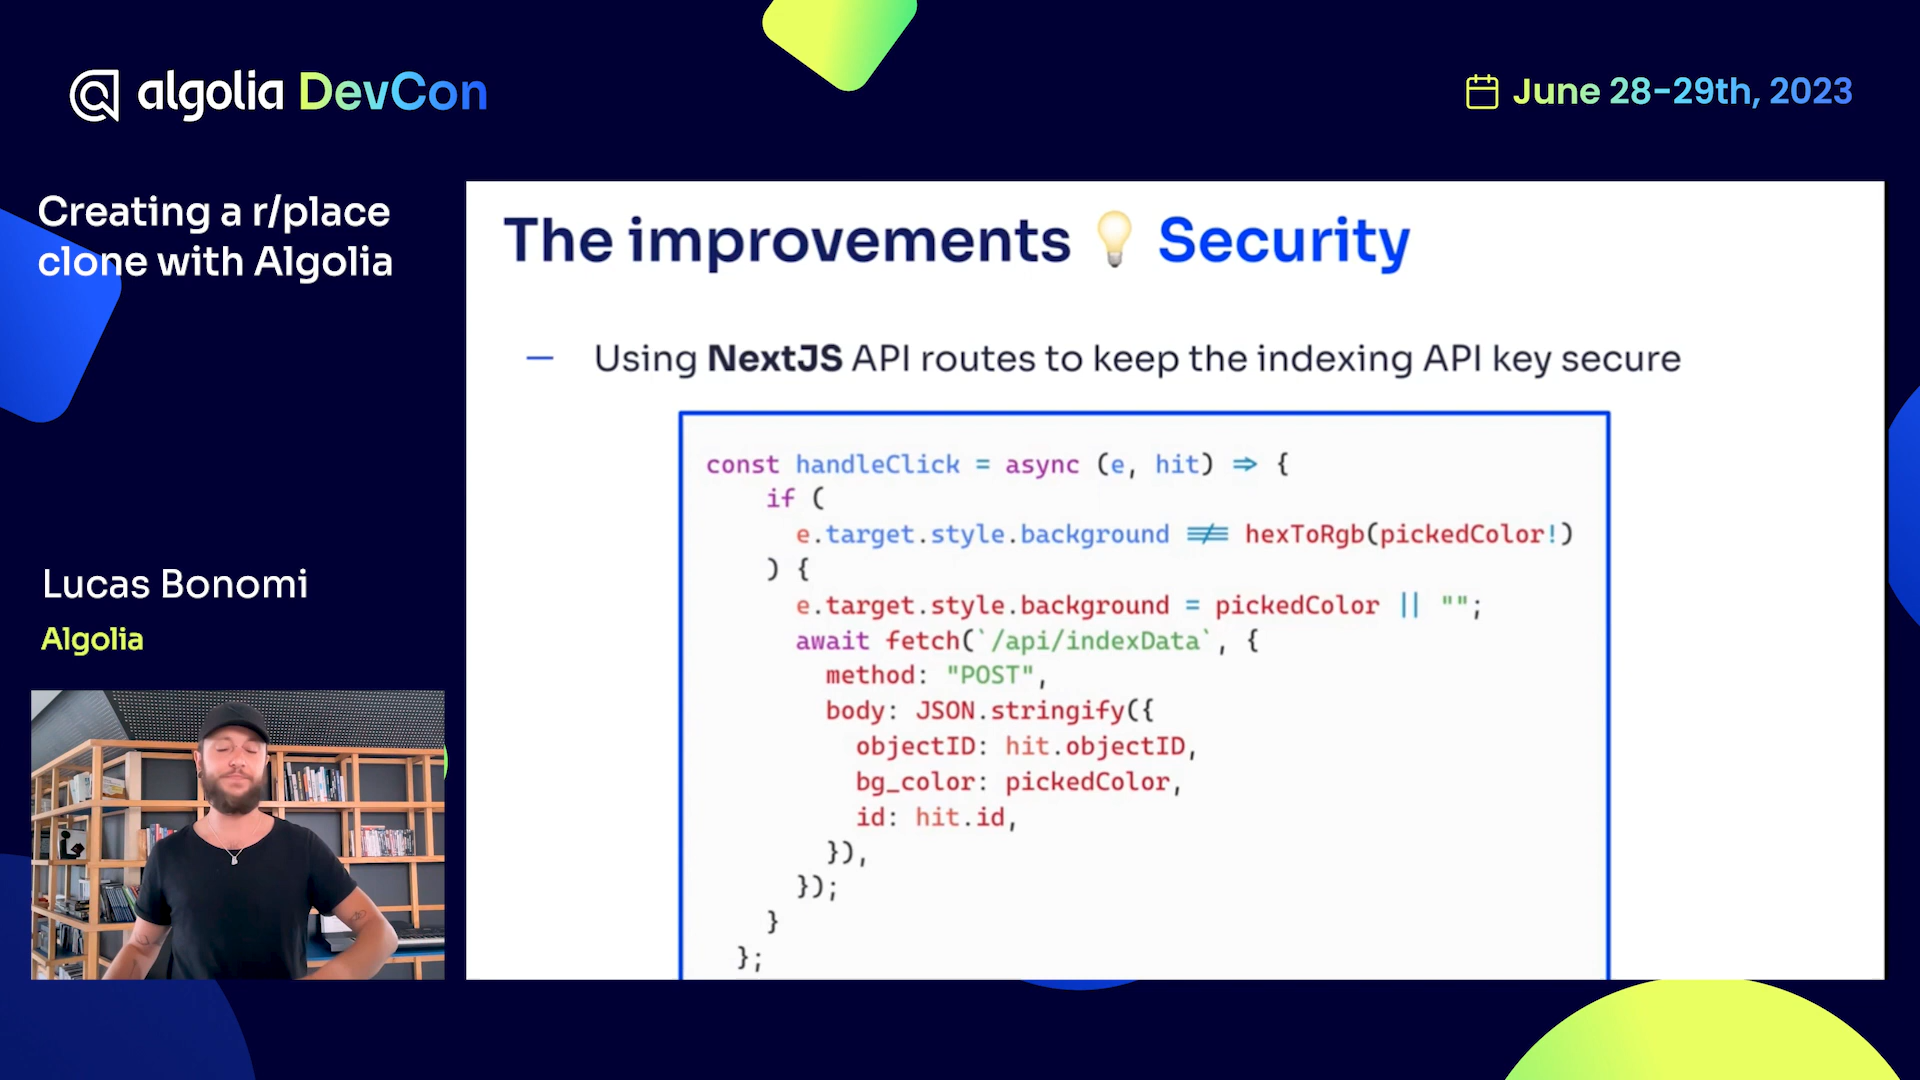 algolia DevCon
June 28-29th, 2023
Creating a r/place
clone with Algolia
Lucas Bonomi
Algolia
The improvements 💡 Security
— Using NextJS API routes to keep the indexing API key secure
const handleClick = async (e, hit) => {
if (
e.target.style.background !== hexToRgb(pickedColor!)
) {
e.target.style.background = pickedColor || "";
await fetch(`/api/indexData`, {
method: "POST",
body: JSON.stringify({
objectID: hit.objectID,
bg_color: pickedColor,
id: hit.id,
}),
});
}
};